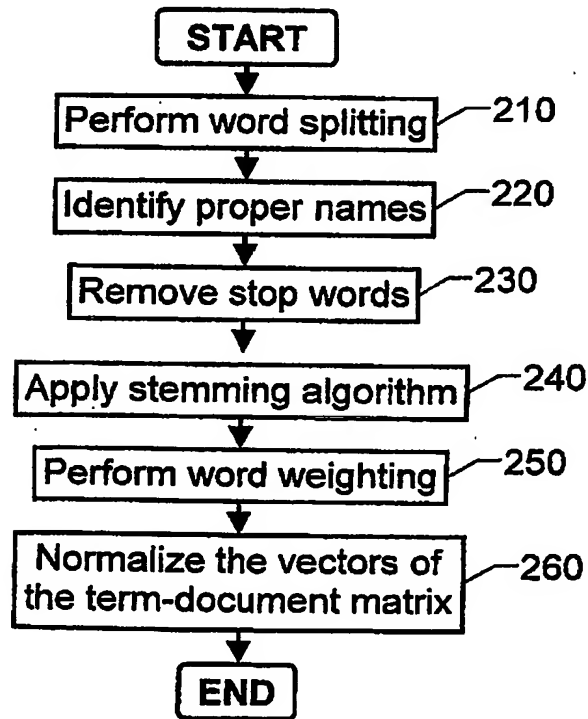 START
Perform word splitting
210
Identify proper names
220
Remove stop words
230
Apply stemming algorithm
240
Perform word weighting
250
Normalize the vectors of
the term-document matrix
260
END